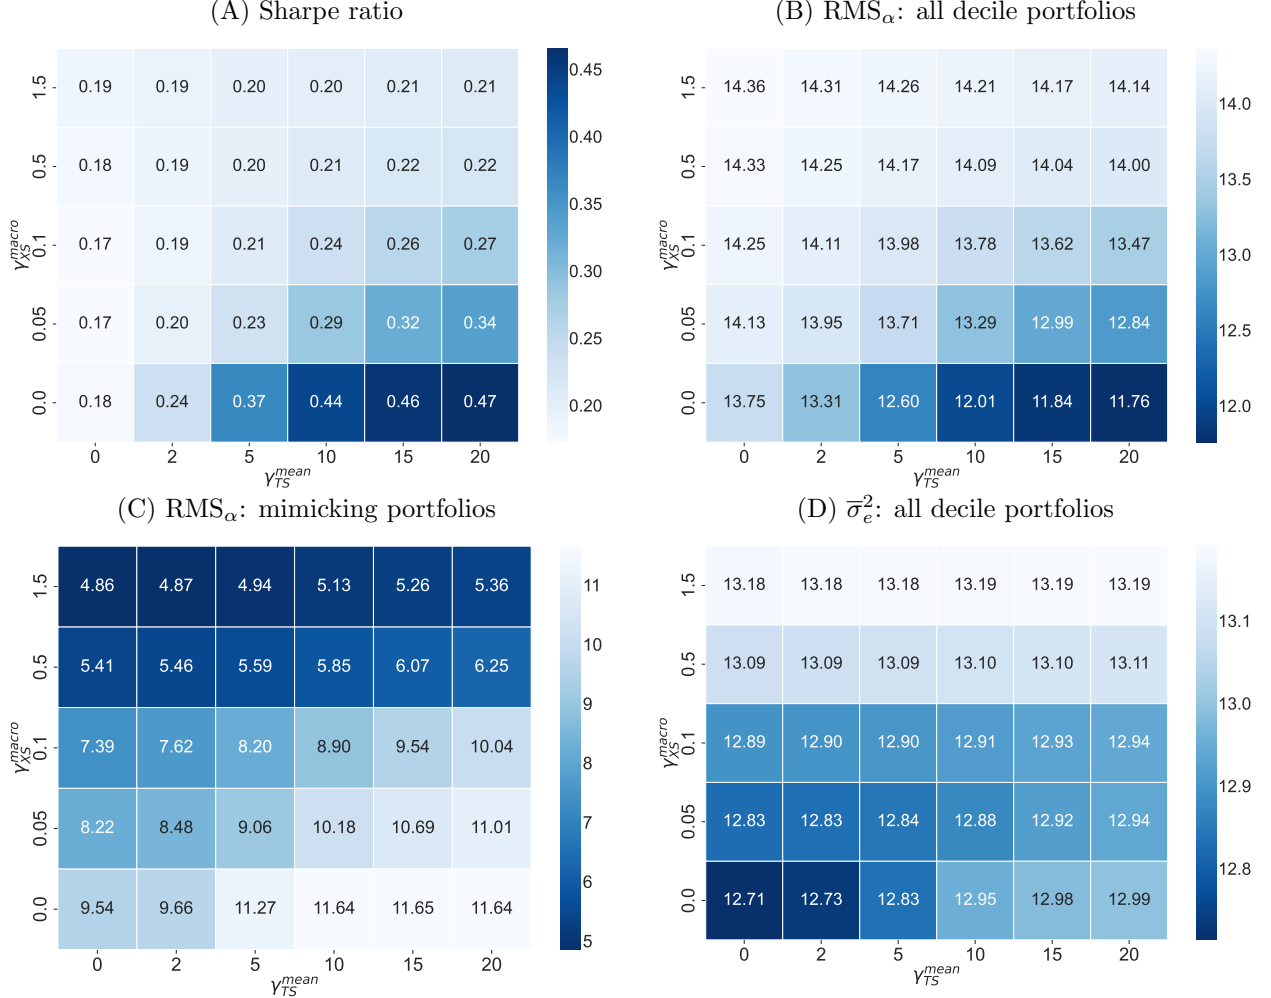 (A) Sharpe ratio
1.5 0.19 0.19 0.20 0.20 0.21 0.21
0.5 0.18 0.19 0.20 0.21 0.22 0.22
0.1 0.17 0.19 0.21 0.24 0.26 0.27
0.05 0.17 0.20 0.23 0.29 0.32 0.34
0.0 0.18 0.24 0.37 0.44 0.46 0.47
0 2 5 10 15 20
γ_{XS}^{macro}
γ_{TS}^{mean}
0.45
0.40
0.35
0.30
0.25
0.20
(B) RMS_α: all decile portfolios
1.5 14.36 14.31 14.26 14.21 14.17 14.14
0.5 14.33 14.25 14.17 14.09 14.04 14.00
0.1 14.25 14.11 13.98 13.78 13.62 13.47
0.05 14.13 13.95 13.71 13.29 12.99 12.84
0.0 13.75 13.31 12.60 12.01 11.84 11.76
0 2 5 10 15 20
γ_{XS}^{macro}
γ_{TS}^{mean}
14.0
13.5
13.0
12.5
12.0
(C) RMS_α: mimicking portfolios
1.5 4.86 4.87 4.94 5.13 5.26 5.36
0.5 5.41 5.46 5.59 5.85 6.07 6.25
0.1 7.39 7.62 8.20 8.90 9.54 10.04
0.05 8.22 8.48 9.06 10.18 10.69 11.01
0.0 9.54 9.66 11.27 11.64 11.65 11.64
0 2 5 10 15 20
γ_{XS}^{macro}
γ_{TS}^{mean}
11
10
9
8
7
6
5
(D) \overline{σ}_e^2: all decile portfolios
1.5 13.18 13.18 13.18 13.19 13.19 13.19
0.5 13.09 13.09 13.09 13.10 13.10 13.11
0.1 12.89 12.90 12.90 12.91 12.93 12.94
0.05 12.83 12.83 12.84 12.88 12.92 12.94
0.0 12.71 12.73 12.83 12.95 12.98 12.99
0 2 5 10 15 20
γ_{XS}^{macro}
γ_{TS}^{mean}
13.1
13.0
12.9
12.8